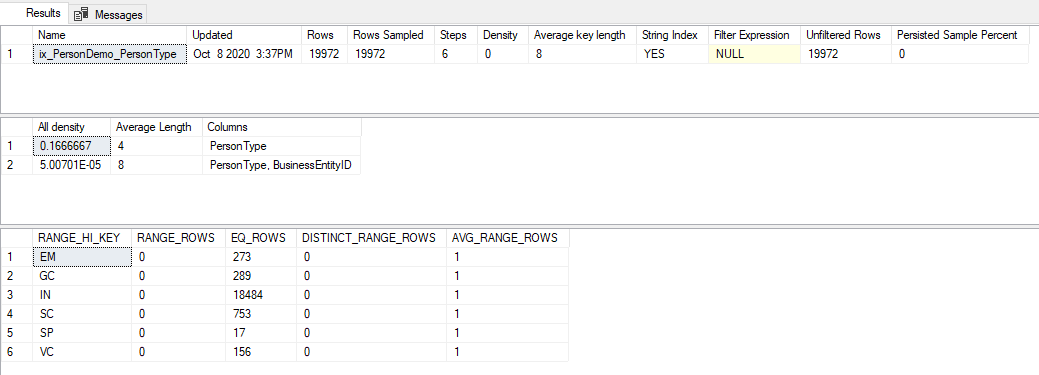 Results Messages
Name Updated Rows Rows Sampled Steps Density Average key length String Index Filter Expression Unfiltered Rows Persisted Sample Percent
1 ix_PersonDemo_PersonType Oct 8 2020 3:37PM 19972 19972 6 0 8 YES NULL 19972 0
All density Average Length Columns
1 0.1666667 4 PersonType
2 5.00701E-05 8 PersonType, BusinessEntityID
RANGE_HI_KEY RANGE_ROWS EQ_ROWS DISTINCT_RANGE_ROWS AVG_RANGE_ROWS
1 EM 0 273 0 1
2 GC 0 289 0 1
3 IN 0 18484 0 1
4 SC 0 753 0 1
5 SP 0 17 0 1
6 VC 0 156 0 1